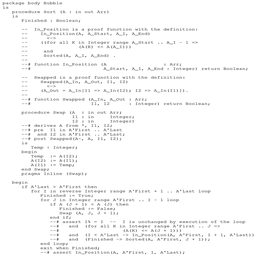 package body Bubble
is
procedure Sort (A : in out Arr)
is
Finished : Boolean;
-- In_Position is a proof function with the definition:
-- In_Position(A, A_Start, A_I, A_End)
-- <->
-- ((for all K in Integer range A_Start .. A_I - 1 =>
-- (A(K) <= A(A_I)))
-- and
-- Sorted(A, A_I, A_End) .
--
--# function In_Position (A : Arr;
--# A_Start, A_I, A_End : Integer) return Boolean;
-- Swapped is a proof function with the definition:
-- Swapped(A_In, A_Out, I1, I2)
-- <->
-- (A_Out = A_In[I1 => A_In(I2); I2 => A_In(I1)]).
--
--# function Swapped (A_In, A_Out : Arr;
--# I1, I2 : Integer) return Boolean;
procedure Swap (A : in out Arr;
I1 : in Integer;
I2 : in Integer)
--# derives A from *, I1, I2;
--# pre I1 in A'First .. A'Last
--# and I2 in A'First .. A'Last;
--# post Swapped(A~, A, I1, I2);
is
Temp : Integer;
begin
Temp := A(I2);
A(I2) := A(I1);
A(I1) := Temp;
end Swap;
pragma Inline (Swap);
begin
if A'Last > A'First then
for I in reverse Integer range A'First + 1 .. A'Last loop
Finished := True;
for J in Integer range A'First .. I - 1 loop
if A (J + 1) < A (J) then
Finished := False;
Swap (A, J, J + 1);
end if;
--# assert I% = I -- I is unchanged by execution of the loop
--# and (for all K in Integer range A'First .. J =>
--# (A(K) <= A(J + 1)))
--# and (I < A'Last -> In_Position(A, A'First, I + 1, A'Last))
--# and (Finished -> Sorted(A, A'First, J + 1));
end loop;
exit when Finished;
--# assert In_Position(A, A'First, I, A'Last);